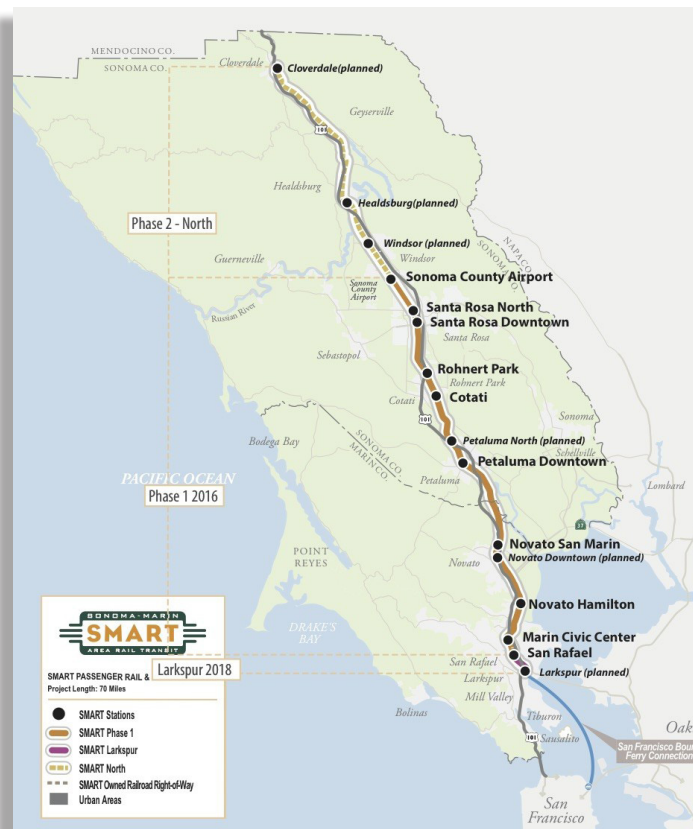 MENDOCINO CO.
SONOMA CO.
Cloverdale
Cloverdale(planned)
Geyserville
101
Healdsburg
Healdsburg(planned)
Phase 2 - North
Windsor (planned)
NAPA CO.
SONOMA CO.
Guerneville
Windsor
Sonoma County Airport
Sonoma
County
Airport
Russian River
Santa Rosa North
Santa Rosa Downtown
Santa Rosa
Sebastopol
Rohnert Park
Rohnert Park
Cotati
Cotati
101
Sonoma
SONOMA CO.
MARIN CO.
Petaluma North (planned)
Bodega Bay
Schellville
Petaluma Downtown
Petaluma
PACIFIC OCEAN
Lombard
Phase 1 2016
37
Novato San Marin
Novato Downtown (planned)
POINT
REYES
Novato
Novato Hamilton
SONOMA-MARIN
SMART
AREA RAIL TRANSIT
DRAKE'S
BAY
Marin Civic Center
San Rafael
San Rafael
Larkspur 2018
Larkspur (planned)
Larkspur
SMART PASSENGER RAIL &
Project Length: 70 Miles
Mill Valley
SMART Stations
Bolinas
Tiburon
SMART Phase 1
Sausalito
Oak
101
SMART Larkspur
San Francisco Bou
Ferry Connection
SMART North
SMART Owned Railroad Right-of-Way
Urban Areas
San
Francisco